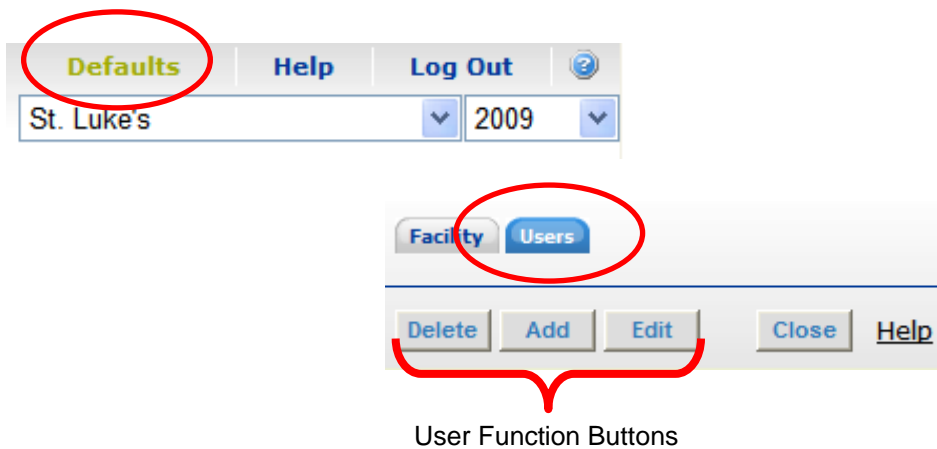 Defaults Help Log Out
St. Luke's 2009
Facility Users
Delete Add Edit Close Help
User Function Buttons